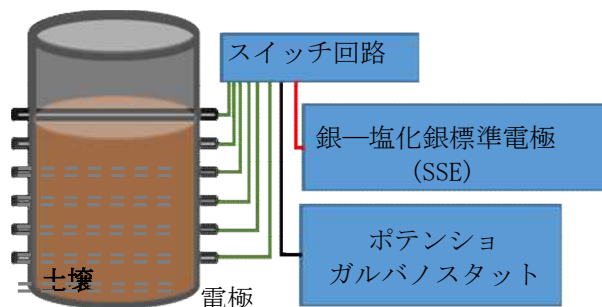 スイッチ回路
銀―塩化銀標準電極
(SSE)
ポテンショ
ガルバノスタット
土壌
電極